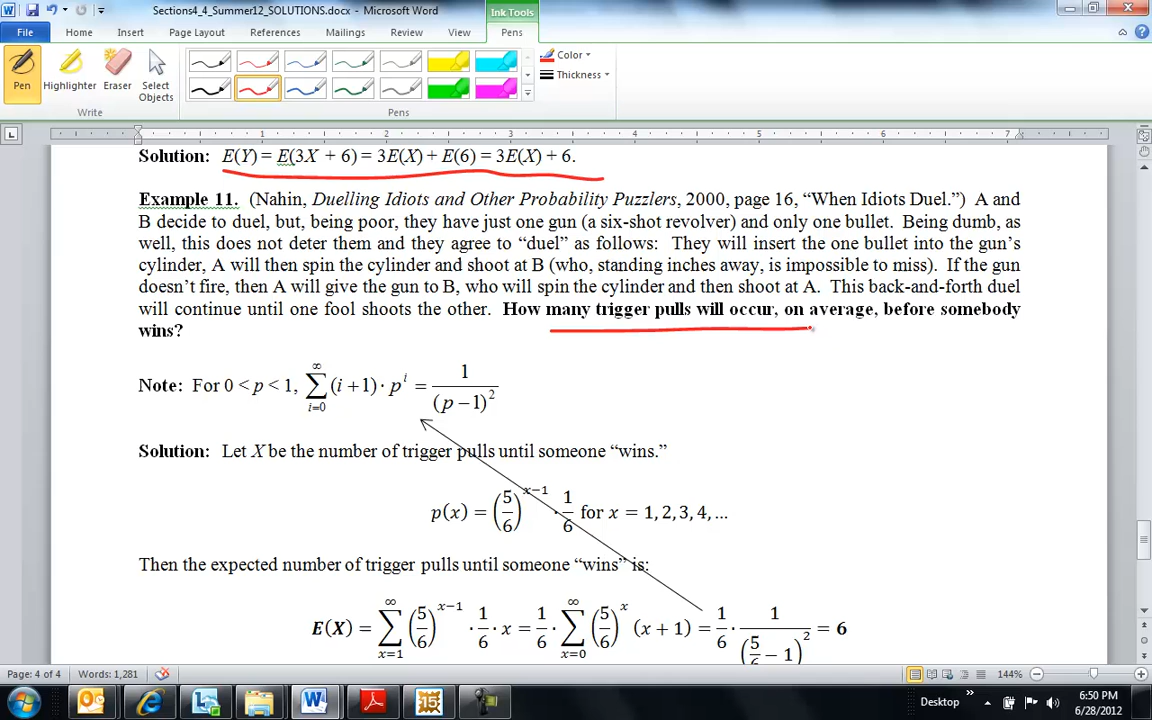 Sections4_4_Summer12_SOLUTIONS.docx - Microsoft Word
Ink Tools
File Home Insert Page Layout References Mailings Review View Pens
Pen Highlighter Eraser Select Objects
Color
Thickness
Write Pens
1 2 3 4 5 6 7
Solution: E(Y) = E(3X + 6) = 3E(X) + E(6) = 3E(X) + 6.
Example 11. (Nahin, Duelling Idiots and Other Probability Puzzlers, 2000, page 16, “When Idiots Duel.”) A and
B decide to duel, but, being poor, they have just one gun (a six-shot revolver) and only one bullet. Being dumb, as
well, this does not deter them and they agree to “duel” as follows: They will insert the one bullet into the gun’s
cylinder, A will then spin the cylinder and shoot at B (who, standing inches away, is impossible to miss). If the gun
doesn’t fire, then A will give the gun to B, who will spin the cylinder and then shoot at A. This back-and-forth duel
will continue until one fool shoots the other. How many trigger pulls will occur, on average, before somebody
wins?
Note: For 0 < p < 1, ∑_{i=0}^{∞} (i+1)·p^i = 1/(p−1)^2
Solution: Let X be the number of trigger pulls until someone “wins.”
p(x) = (5/6)^{x−1} · 1/6 for x = 1, 2, 3, 4, …
Then the expected number of trigger pulls until someone “wins” is:
E(X) = ∑_{x=1}^{∞} (5/6)^{x−1} · 1/6 · x = 1/6 · ∑_{x=0}^{∞} (5/6)^x (x + 1) = 1/6 · 1/(5/6 − 1)^2 = 6
Page: 4 of 4 Words: 1,281 144%
Desktop
6:50 PM
6/28/2012